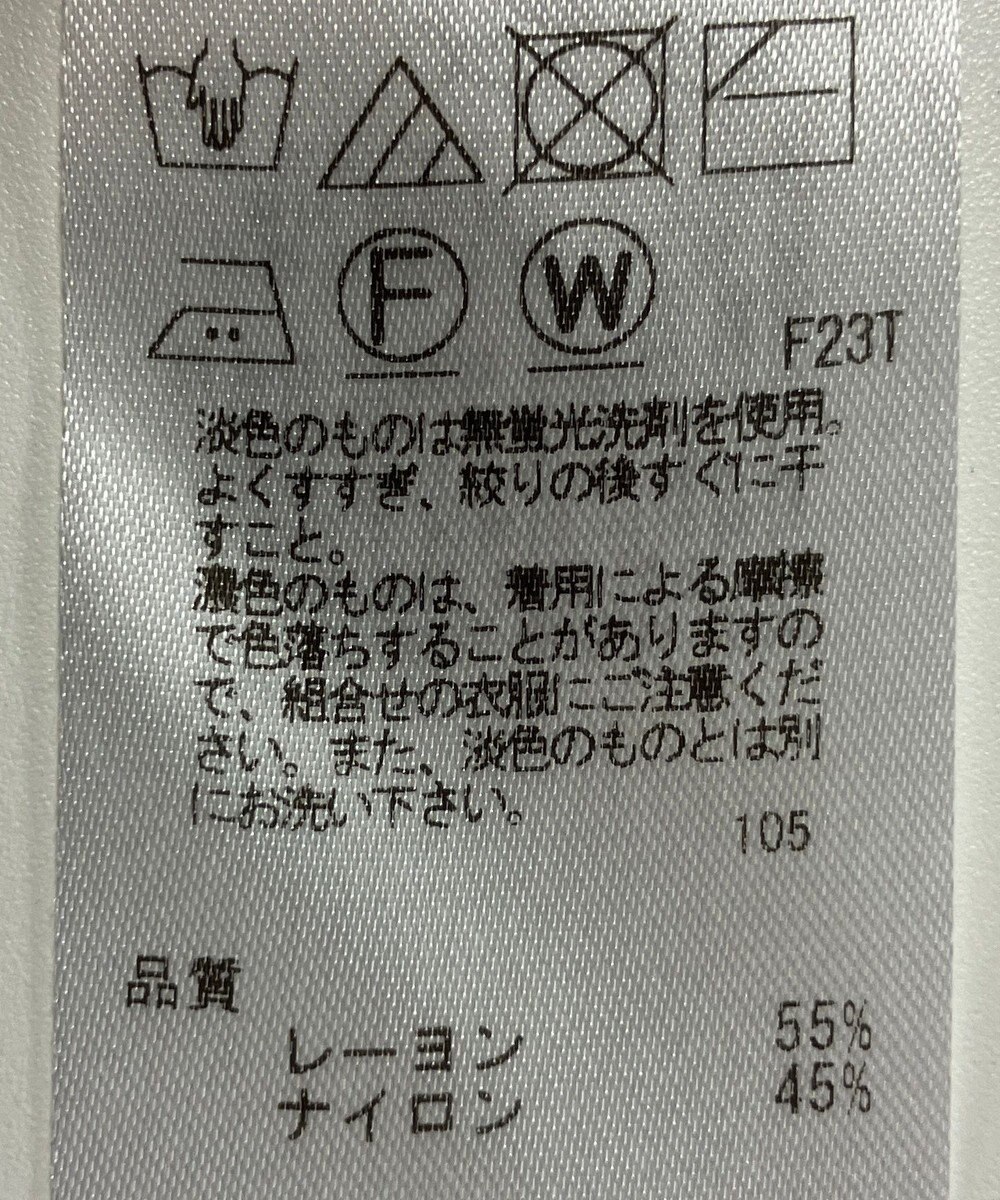 F
W
F23T
淡色のものは無蛍光洗剤を使用。
よくすすぎ、絞りの後すぐに干
すこと。
濃色のものは、着用による摩擦
で色落ちすることがありますの
で、組合せの衣服にご注意くだ
さい。また、淡色のものとは別
にお洗い下さい。
105
品質
レーヨン 55%
ナイロン 45%